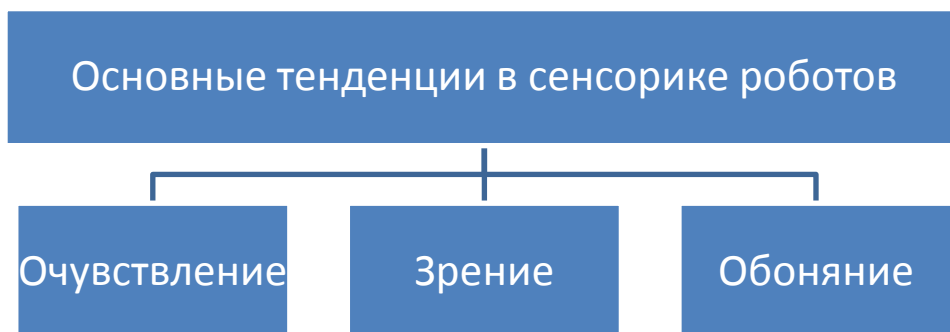 Основные тенденции в сенсорике роботов
Очувствление
Зрение
Обоняние